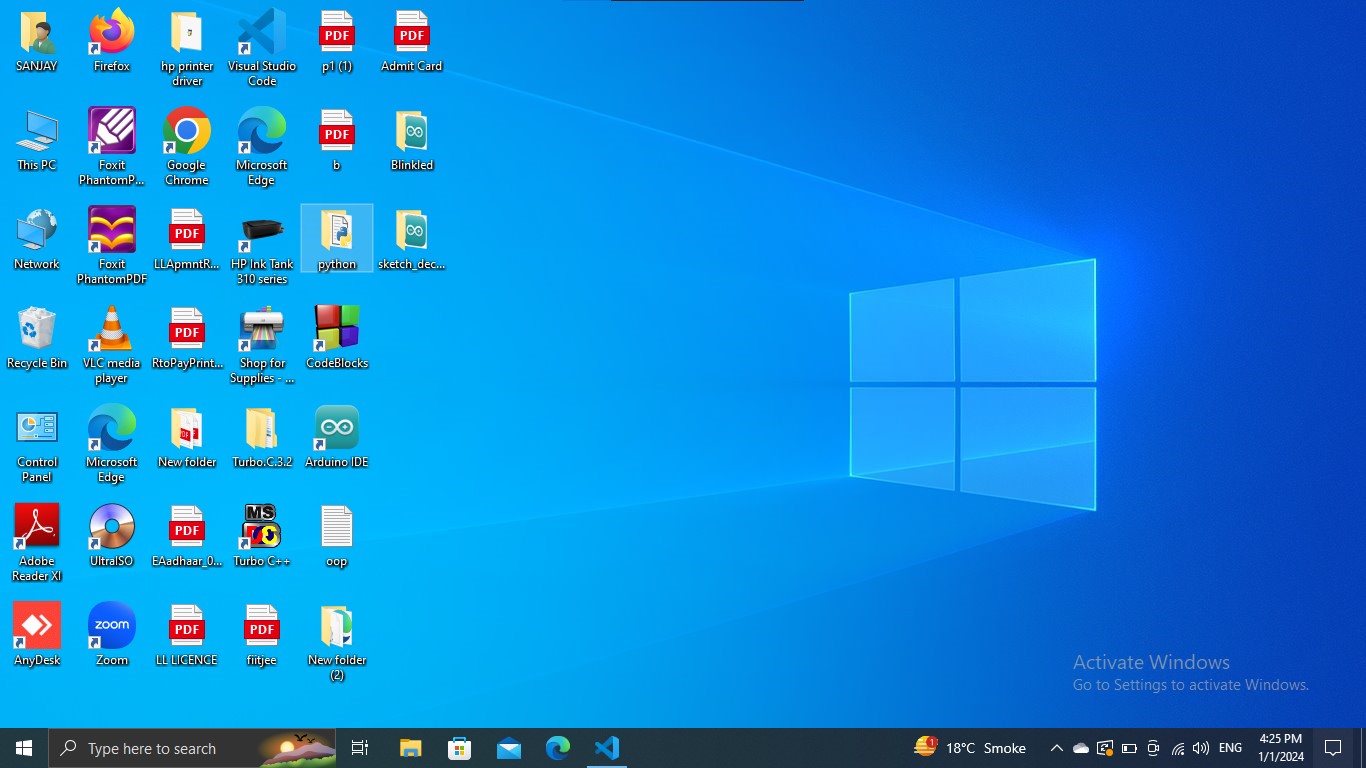 SANJAY
Firefox
hp printer
driver
Visual Studio
Code
PDF
p1 (1)
PDF
Admit Card
This PC
Foxit
PhantomP...
Google
Chrome
Microsoft
Edge
PDF
b
Blinkled
Network
Foxit
PhantomPDF
PDF
LLApmntR...
HP Ink Tank
310 series
python
sketch_dec...
Recycle Bin
VLC media
player
PDF
RtoPayPrint...
Shop for
Supplies - ...
CodeBlocks
Control
Panel
Microsoft
Edge
New folder
Turbo.C.3.2
Arduino IDE
Adobe
Reader XI
UltraISO
PDF
EAadhaar_0...
MS
Turbo C++
oop
AnyDesk
zoom
Zoom
PDF
LL LICENCE
PDF
fiitjee
New folder
(2)
Activate Windows
Go to Settings to activate Windows.
Type here to search
1
18°C Smoke
ENG
4:25 PM
1/1/2024